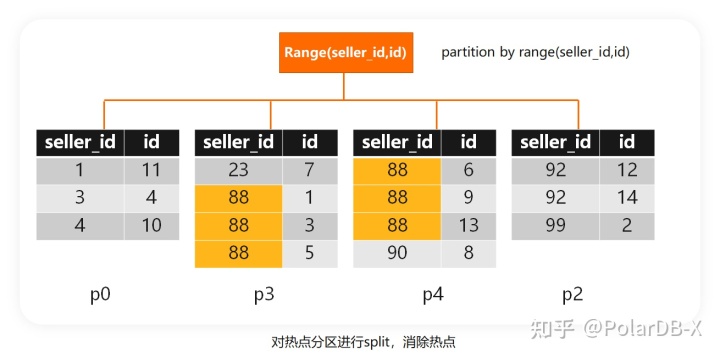 Range(seller_id,id)
partition by range(seller_id,id)
seller_id id
1 11
3 4
4 10
p0
seller_id id
23 7
88 1
88 3
88 5
p3
seller_id id
88 6
88 9
88 13
90 8
p4
seller_id id
92 12
92 14
99 2
p2
知乎 @PolarDB-X
对热点分区进行split，消除热点